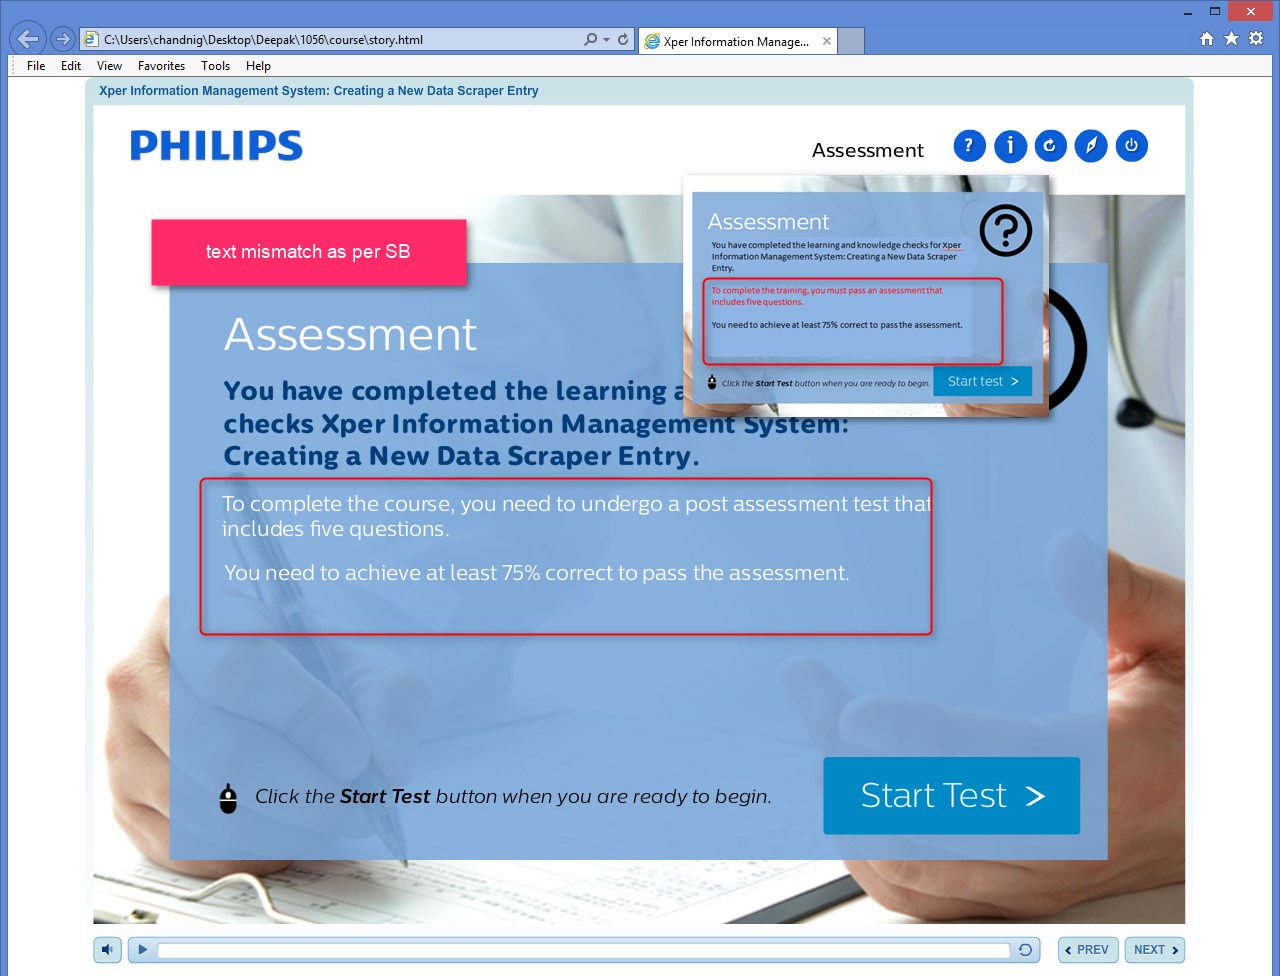 C:\Users\chandnig\Desktop\Deepak\1056\course\story.html
Xper Information Manage...
File Edit View Favorites Tools Help
Xper Information Management System: Creating a New Data Scraper Entry
PHILIPS
Assessment
text mismatch as per SB
Assessment
You have completed the learning and knowledge checks for Xper
Information Management System: Creating a New Data Scraper
Entry.
To complete the training, you must pass an assessment that
includes five questions.
You need to achieve at least 75% correct to pass the assessment.
Click the Start Test button when you are ready to begin.
Start test >
Assessment
You have completed the learning a
checks Xper Information Management System:
Creating a New Data Scraper Entry.
To complete the course, you need to undergo a post assessment test that
includes five questions.
You need to achieve at least 75% correct to pass the assessment.
Click the Start Test button when you are ready to begin.
Start Test >
PREV
NEXT